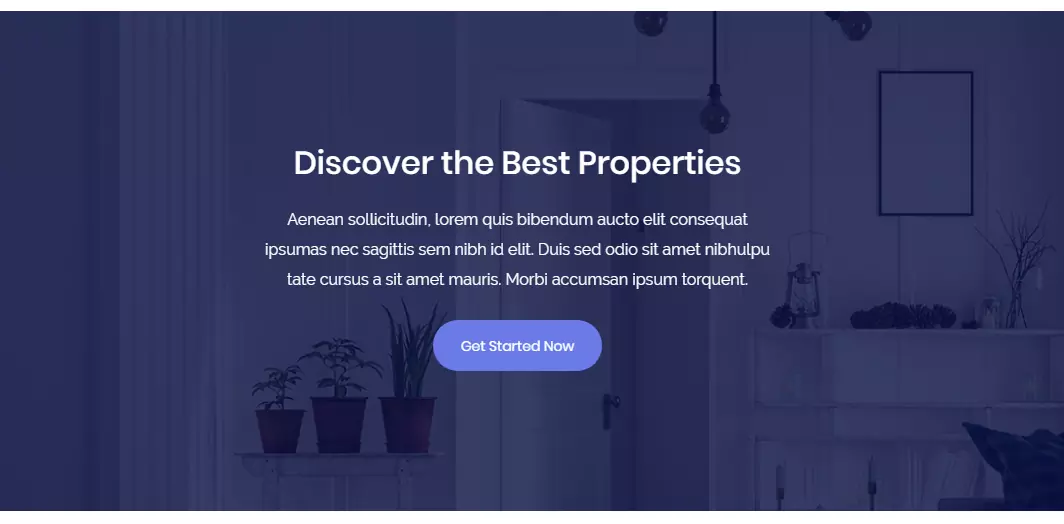 Discover the Best Properties
Aenean sollicitudin, lorem quis bibendum aucto elit consequat
ipsumas nec sagittis sem nibh id elit. Duis sed odio sit amet nibhulpu
tate cursus a sit amet mauris. Morbi accumsan ipsum torquent.
Get Started Now